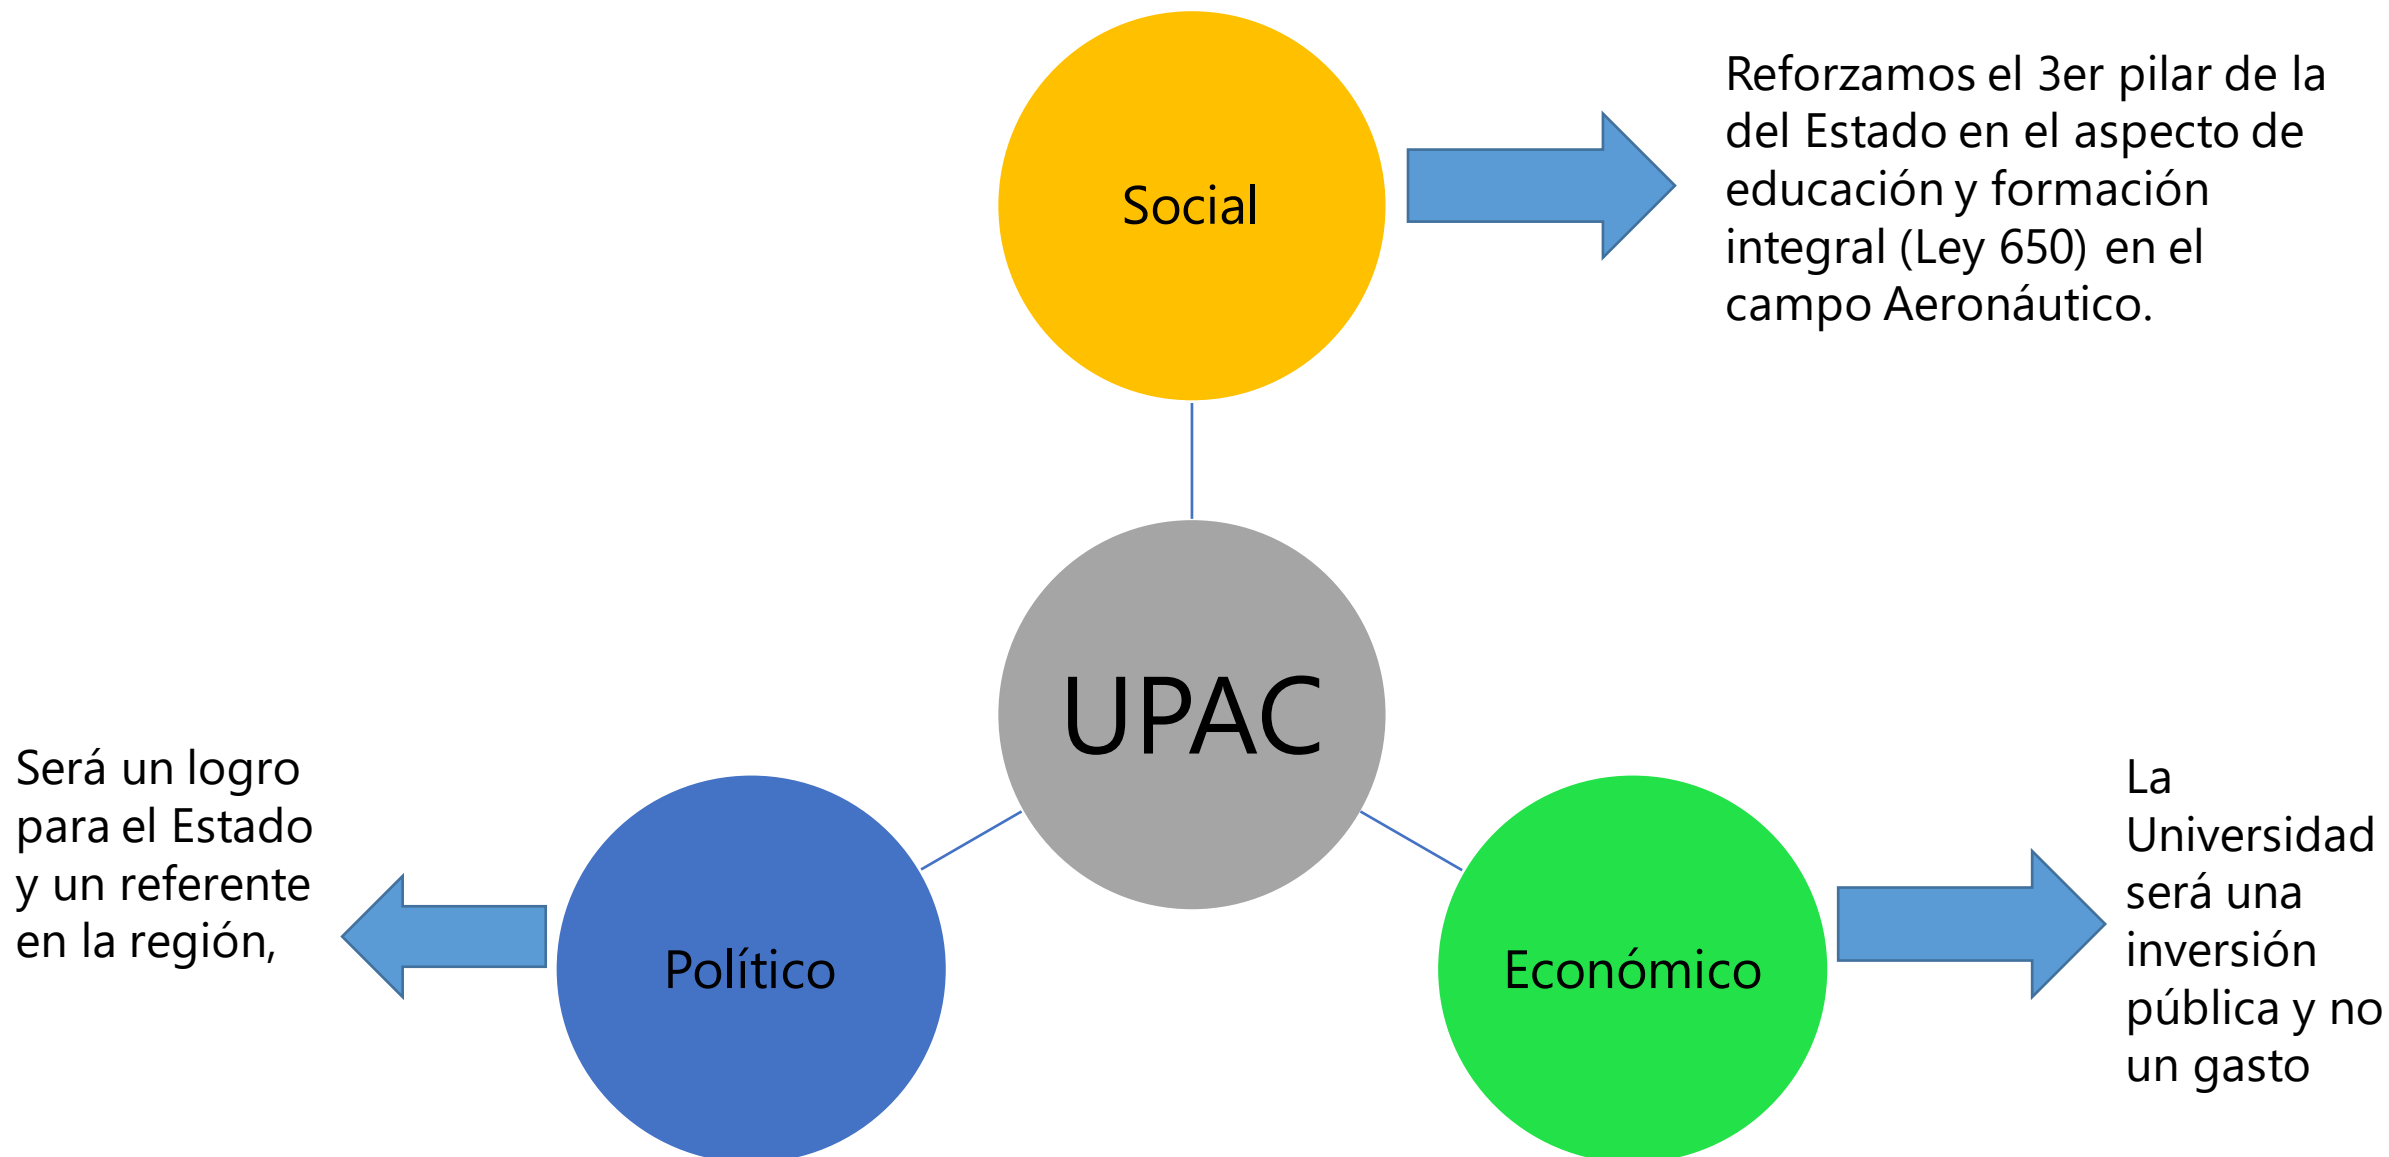 Social
Reforzamos el 3er pilar de la
del Estado en el aspecto de
educación y formación
integral (Ley 650) en el
campo Aeronáutico.
UPAC
Será un logro
para el Estado
y un referente
en la región,
Político
Económico
La
Universidad
será una
inversión
pública y no
un gasto